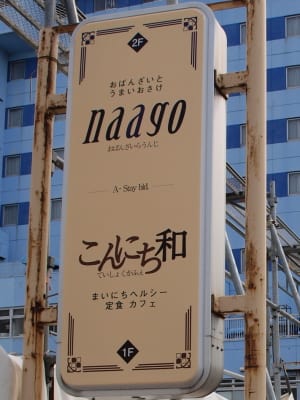 2F
おばんざいと
うまいおさけ
naago
おばんざいらうんじ
A- Stay bld.
こんにち和
ていしょくかふぇ
まいにちヘルシー
定食 カフェ
1F